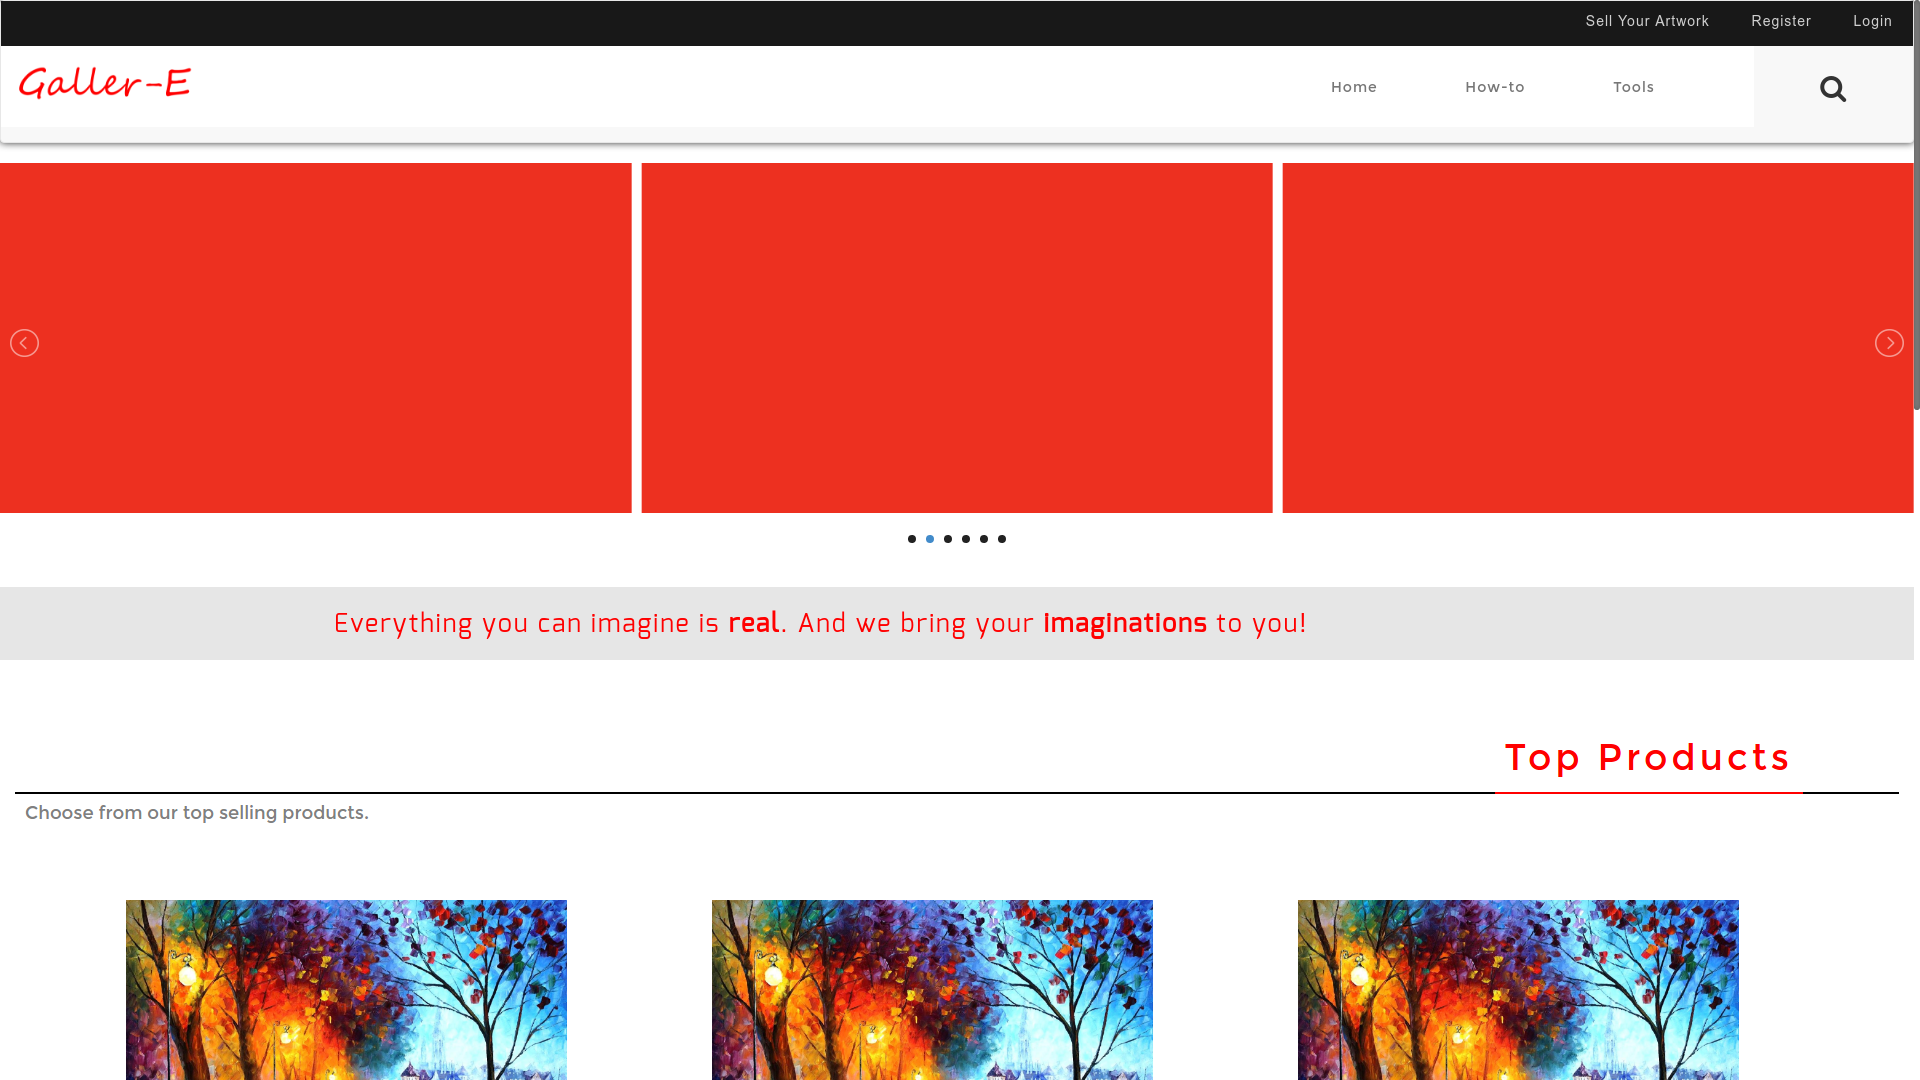 Sell Your Artwork Register Login
Galler-E
Home How-to Tools
Everything you can imagine is real. And we bring your imaginations to you!
Top Products
Choose from our top selling products.